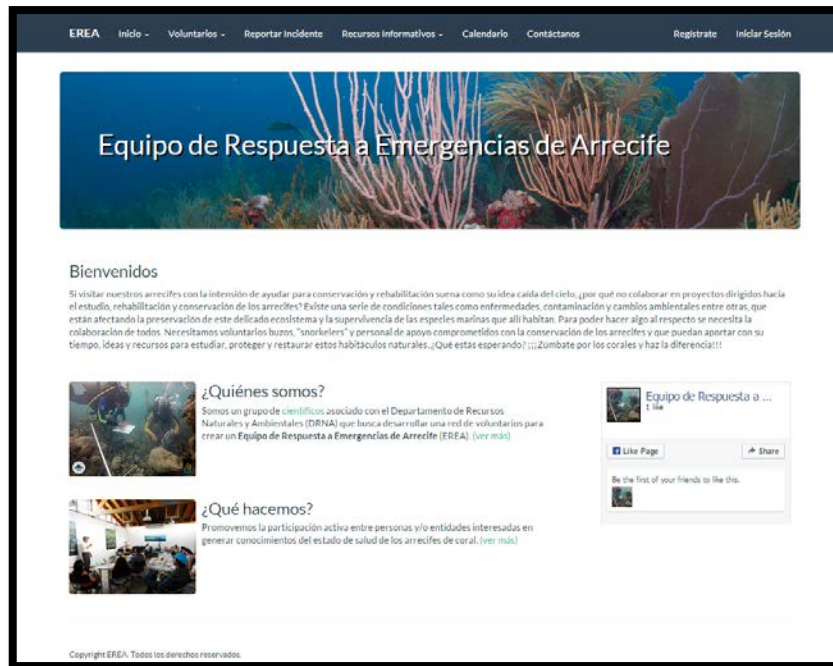 EREA Inicio Voluntarios Reportar Incidente Recursos Informativos Calendario Contáctanos Regístrate Iniciar Sesión
Equipo de Respuesta a Emergencias de Arrecife
Bienvenidos
Si visitar nuestros arrecifes con la intensión de ayudar para conservación y rehabilitación suena como su idea caída del cielo, ¿por qué no colaborar en proyectos dirigidos hacia
el estudio, rehabilitación y conservación de los arrecifes? Existe una serie de condiciones tales como enfermedades, contaminación y cambios ambientales entre otras, que
están afectando la preservación de este delicado ecosistema y la supervivencia de las especies marinas que allí habitan. Para poder hacer algo al respecto se necesita la
colaboración de todos. Necesitamos voluntarios buzos, "snorkelers" y personal de apoyo comprometidos con la conservación de los arrecifes y que puedan aportar con su
tiempo, ideas y recursos para estudiar, proteger y restaurar estos habitáculos naturales. ¿Qué estás esperando? ¡¡¡Zúmbate por los corales y haz la diferencia!!!
¿Quiénes somos?
Somos un grupo de científicos asociado con el Departamento de Recursos
Naturales y Ambientales (DRNA) que busca desarrollar una red de voluntarios para
crear un Equipo de Respuesta a Emergencias de Arrecife (EREA). (ver más)
Equipo de Respuesta a ...
1 like
Like Page Share
Be the first of your friends to like this.
¿Qué hacemos?
Promovemos la participación activa entre personas y/o entidades interesadas en
generar conocimientos del estado de salud de los arrecifes de coral. (ver más)
Copyright EREA. Todos los derechos reservados.